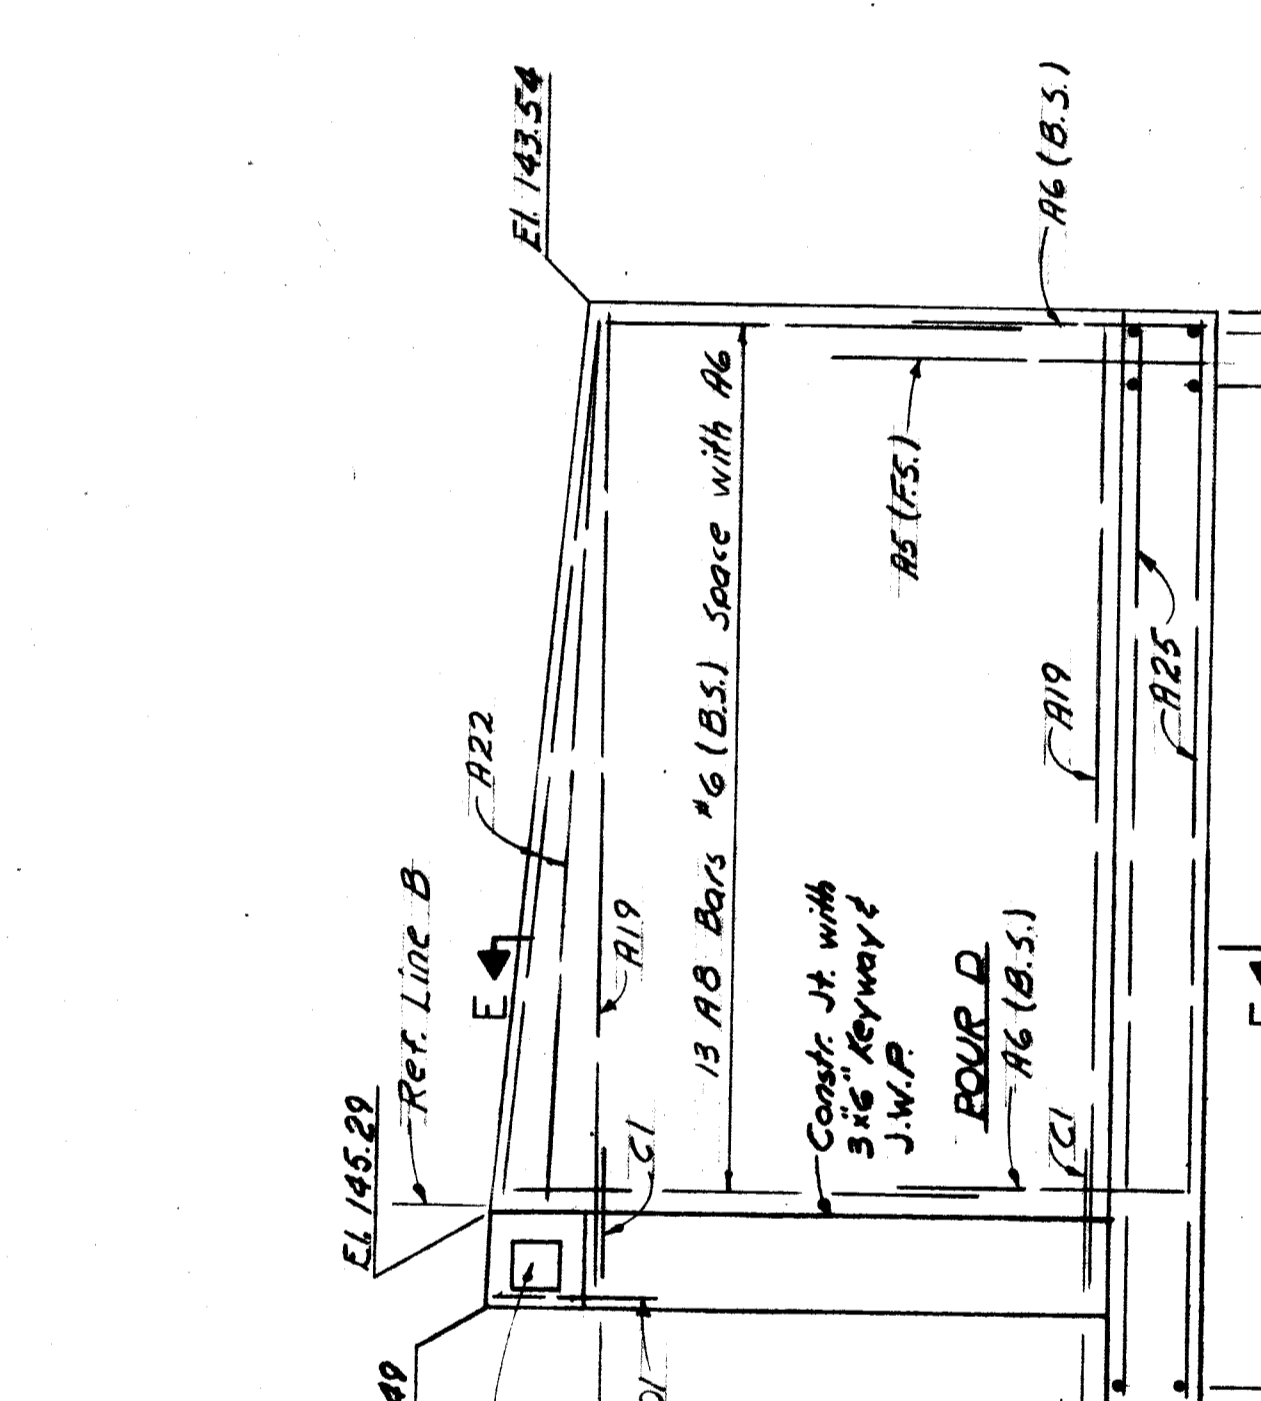 El. 143.54
A6 (B.S.)
A5 (F.S.)
13 A8 Bars #6 (B.S.) Space with A6
A22
A19
A25
Ref. Line B
E
A19
Constr. Jt. with
3"x6" Keyway &
J.W.P.
POUR D
A6 (B.S.)
El. 145.29
C1
C1
49